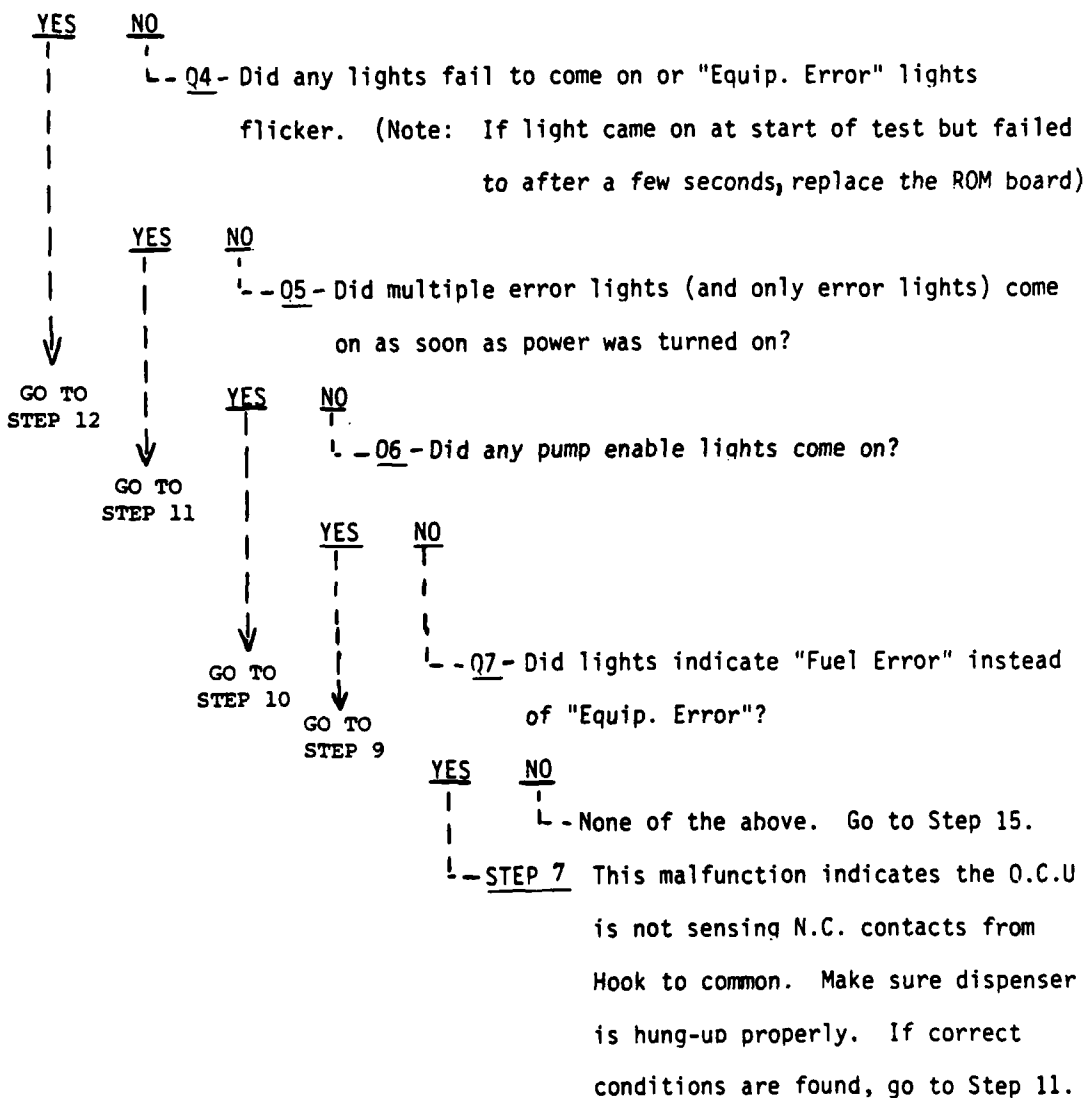 YES NO
Q4 - Did any lights fail to come on or "Equip. Error" lights
flicker. (Note: If light came on at start of test but failed
to after a few seconds, replace the ROM board)
YES NO
Q5 - Did multiple error lights (and only error lights) come
on as soon as power was turned on?
GO TO
STEP 12
YES NO
Q6 - Did any pump enable lights come on?
GO TO
STEP 11
YES NO
Q7 - Did lights indicate "Fuel Error" instead
of "Equip. Error"?
GO TO
STEP 10
GO TO
STEP 9
YES NO
None of the above. Go to Step 15.
STEP 7 This malfunction indicates the O.C.U
is not sensing N.C. contacts from
Hook to common. Make sure dispenser
is hung-up properly. If correct
conditions are found, go to Step 11.